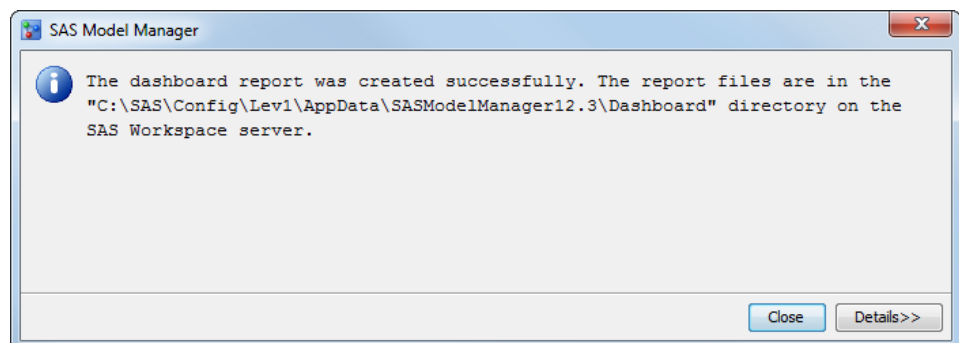 SAS Model Manager
The dashboard report was created successfully. The report files are in the
"C:\SAS\Config\Lev1\AppData\SASModelManager12.3\Dashboard" directory on the
SAS Workspace server.
Close Details>>